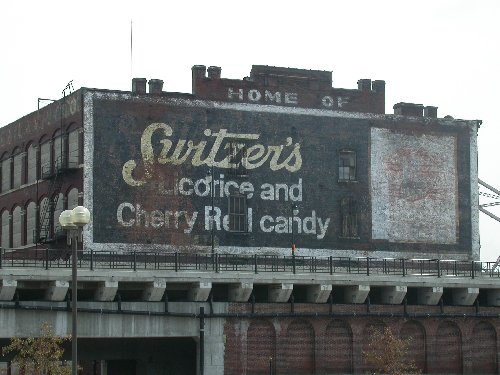 HOME OF
Switzer's
Licorice and
Cherry Red candy